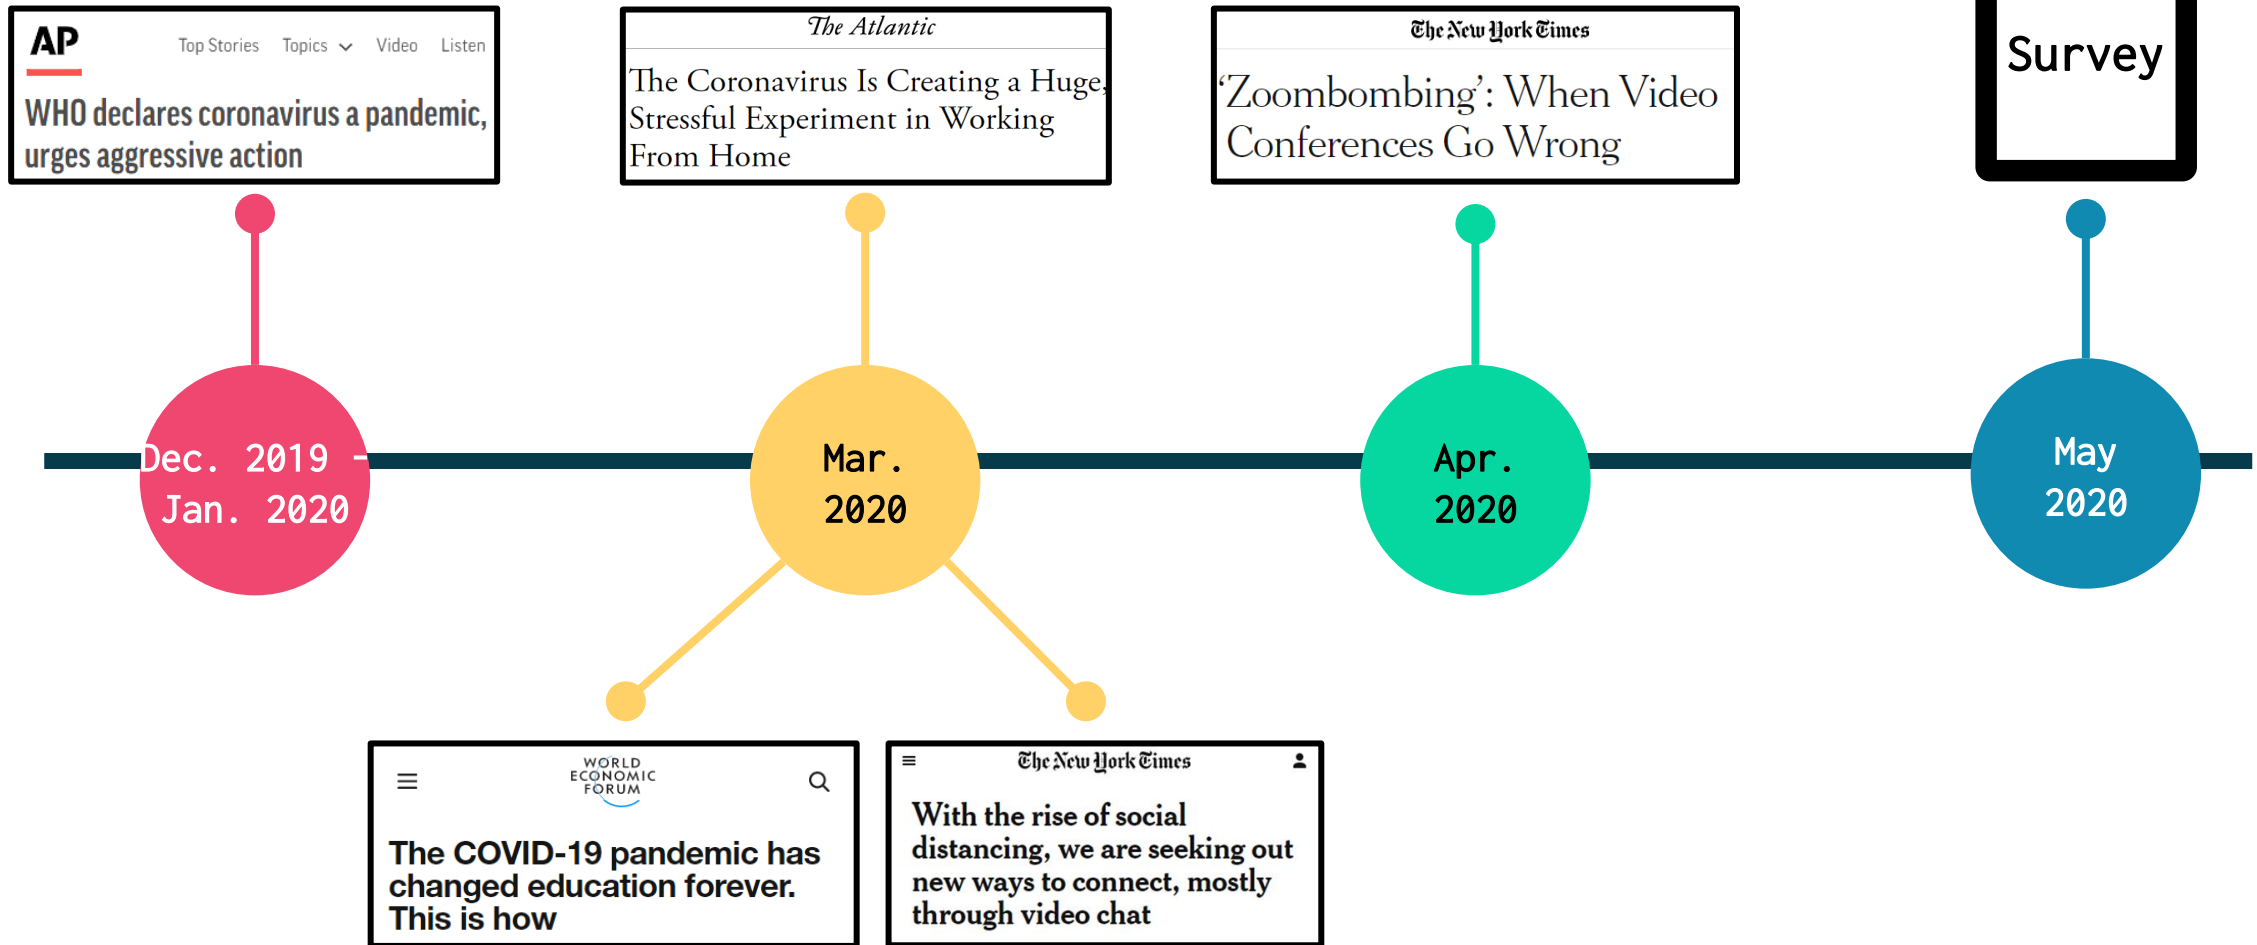 AP
Top Stories Topics Video Listen
WHO declares coronavirus a pandemic,
urges aggressive action
The Atlantic
The Coronavirus Is Creating a Huge,
Stressful Experiment in Working
From Home
The New York Times
‘Zoombombing’: When Video
Conferences Go Wrong
Survey
Dec. 2019 -
Jan. 2020
Mar.
2020
Apr.
2020
May
2020
WORLD
ECONOMIC
FORUM
The COVID-19 pandemic has
changed education forever.
This is how
The New York Times
With the rise of social
distancing, we are seeking out
new ways to connect, mostly
through video chat